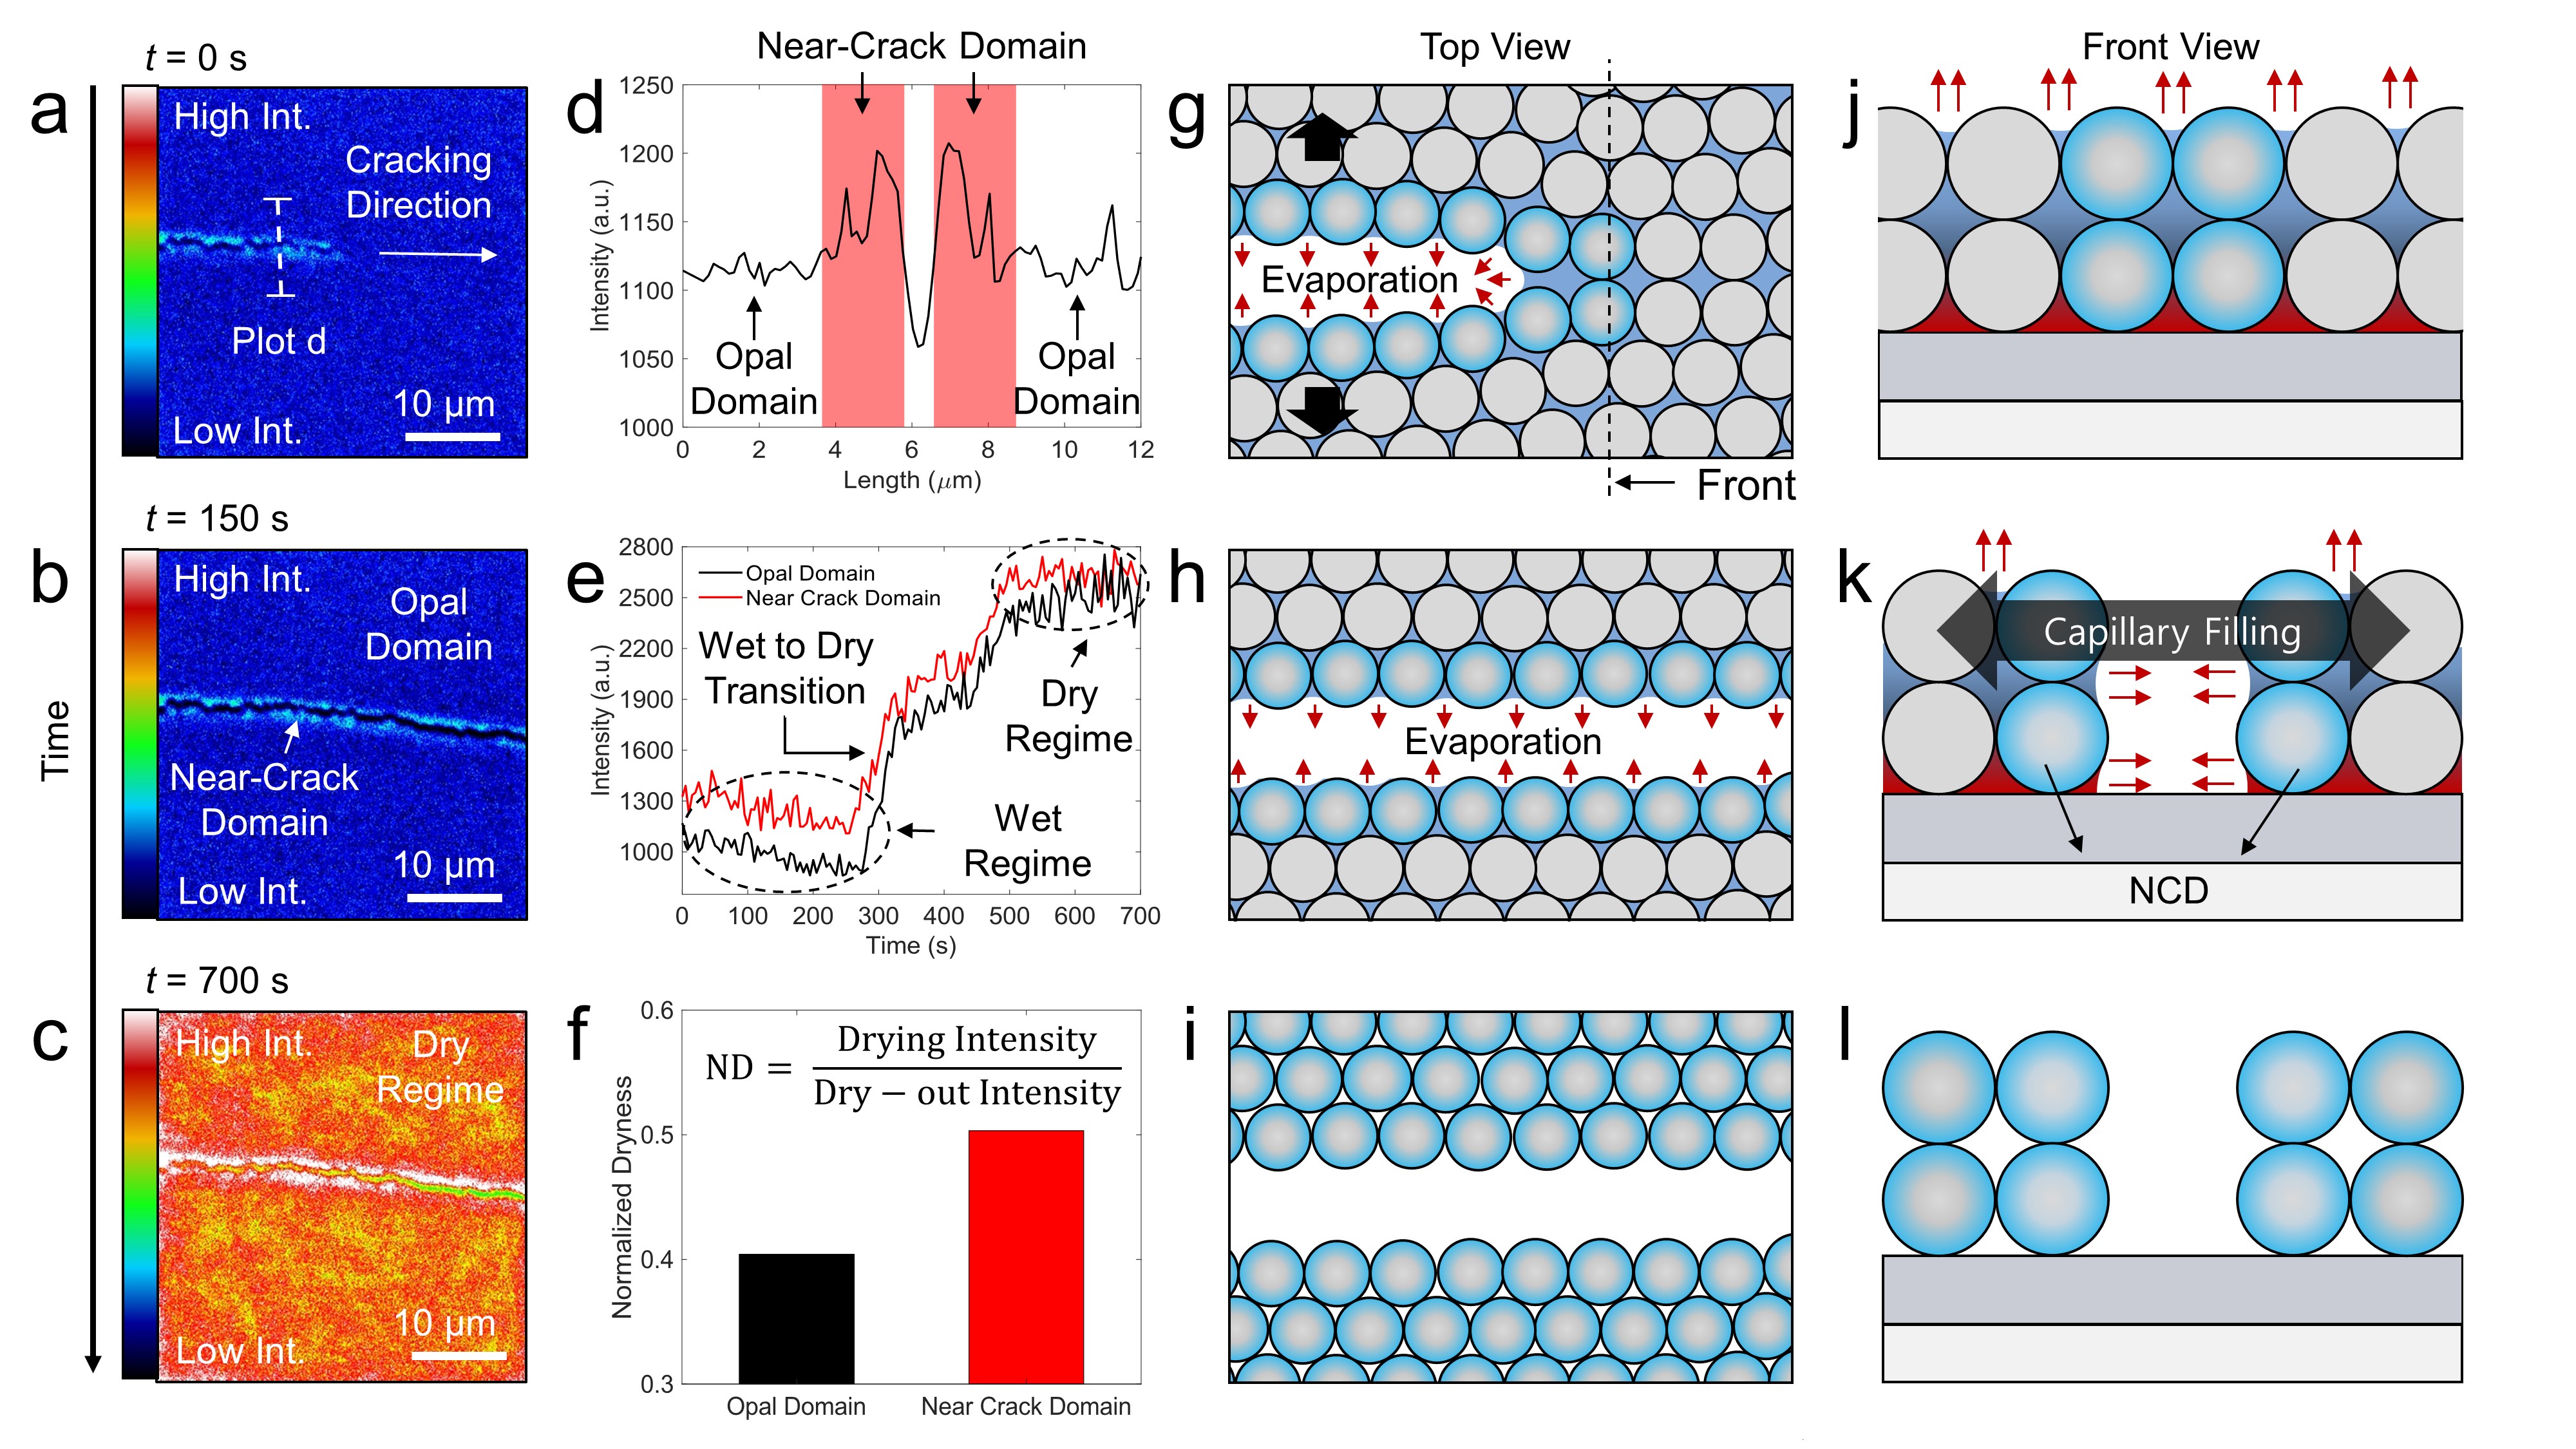 a
t = 0 s
High Int.
Cracking
Direction
Plot d
10 μm
Low Int.
Time
b
t = 150 s
High Int.
Opal
Domain
Near-Crack
Domain
10 μm
Low Int.
c
t = 700 s
High Int.
Dry
Regime
10 μm
Low Int.
d
Near-Crack Domain
Intensity (a.u.)
1250
1200
1150
1100
1050
1000
Opal
Domain
Opal
Domain
0 2 4 6 8 10 12
Length (μm)
e
Intensity (a.u.)
2800
2500
2200
1900
1600
1300
1000
Opal Domain
Near Crack Domain
Wet to Dry
Transition
Dry
Regime
Wet
Regime
0 100 200 300 400 500 600 700
Time (s)
f
Normalized Dryness
0.6
0.5
0.4
0.3
ND = Drying Intensity
Dry − out Intensity
Opal Domain Near Crack Domain
g
Top View
Evaporation
Front
h
Evaporation
i
j
Front View
k
Capillary Filling
NCD
l